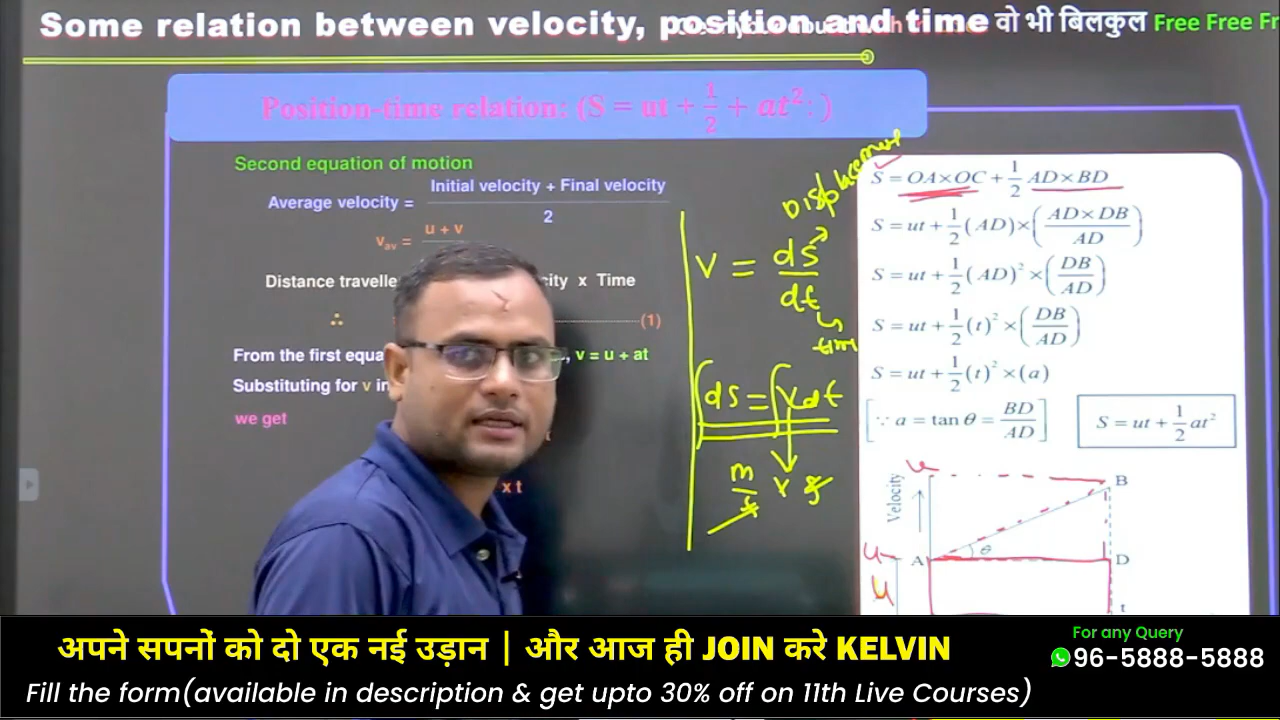 Some relation between velocity, position and time वो भी बिलकुल Free Free Fr
Position-time relation: (S = ut + 1/2 + at²: )
Second equation of motion
Average velocity = Initial velocity + Final velocity / 2
v_av = u + v
Distance travelle city x Time
∴ (1)
From the first equa , v = u + at
Substituting for v in
we get
x t
Displacement
v = ds/dt
time
∫ds = ∫v dt
m/s × s
S = OA×OC + 1/2 AD×BD
S = ut + 1/2 (AD)×(AD×DB/AD)
S = ut + 1/2 (AD)² ×(DB/AD)
S = ut + 1/2 (t)² ×(DB/AD)
S = ut + 1/2 (t)² ×(a)
[∵ a = tan θ = BD/AD]
S = ut + 1/2 at²
Velocity
v
B
u
A
θ
D
u
t
अपने सपनों को दो एक नई उड़ान | और आज ही JOIN करे KELVIN
Fill the form(available in description & get upto 30% off on 11th Live Courses)
For any Query
96-5888-5888